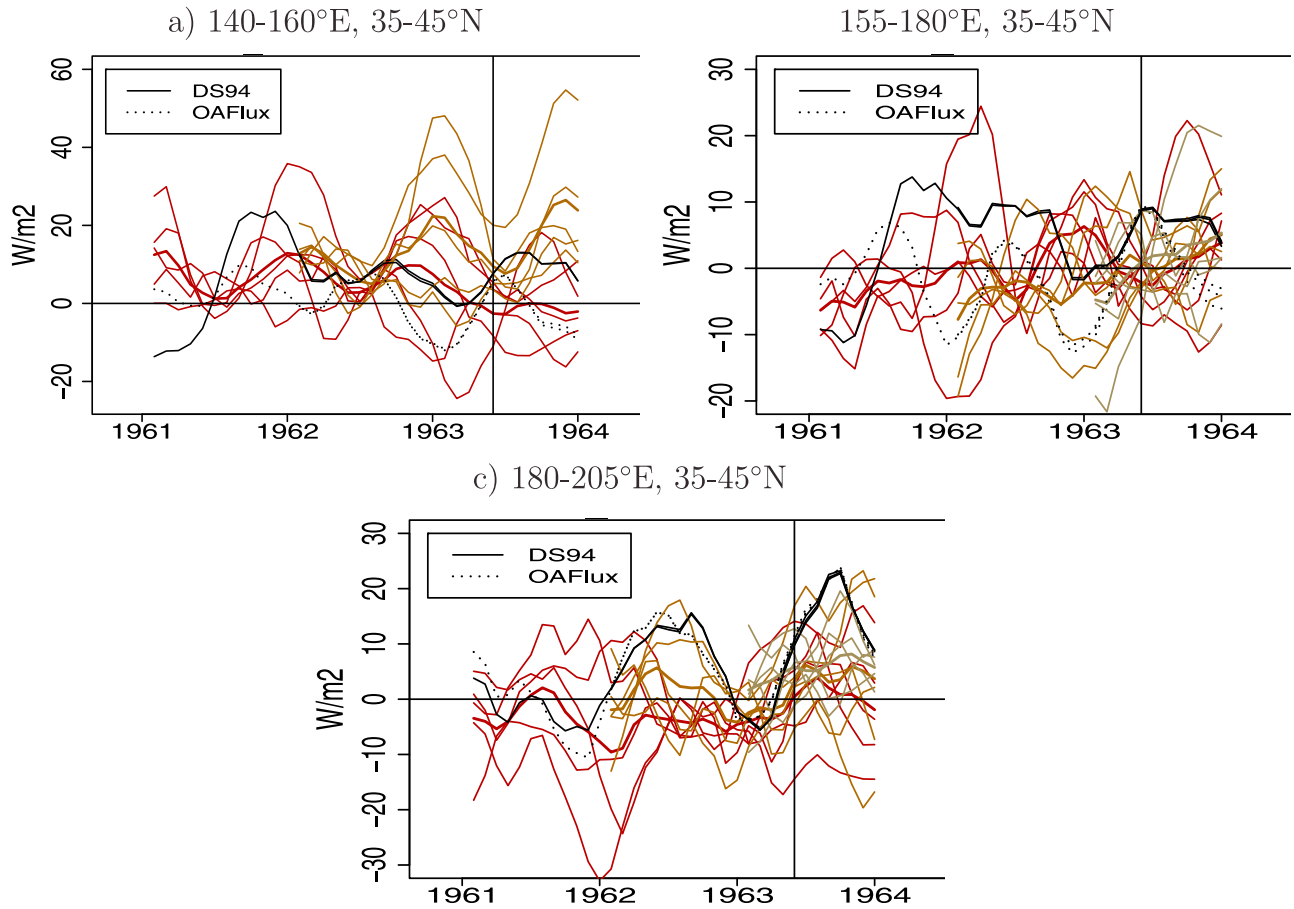 a) 140-160°E, 35-45°N
W/m2
60
40
20
0
−20
DS94
OAFlux
1961 1962 1963 1964
155-180°E, 35-45°N
W/m2
30
20
10
0
−10
−20
DS94
OAFlux
1961 1962 1963 1964
c) 180-205°E, 35-45°N
W/m2
30
20
10
0
−10
−20
−30
DS94
OAFlux
1961 1962 1963 1964